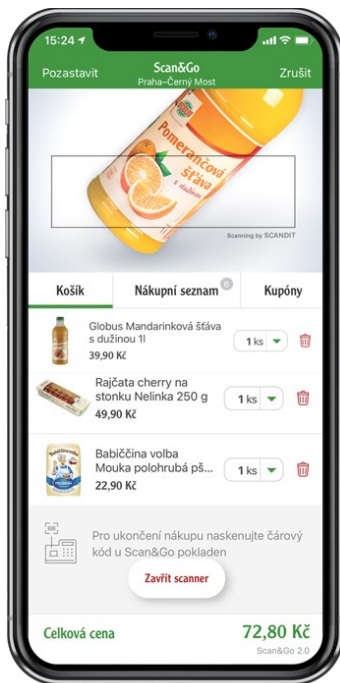 15:24
Pozastavit
Scan&Go
Praha–Černý Most
Zrušit
Pomerančová
šťáva
s dužinou
Scanning by SCANDIT
Košík
Nákupní seznam 6
Kupóny
Globus Mandarinková šťáva
s dužinou 1l
39,90 Kč
1 ks
Rajčata cherry na
stonku Nelinka 250 g
49,90 Kč
1 ks
Babiččina volba
Mouka polohrubá pš...
22,90 Kč
1 ks
Pro ukončení nákupu naskenujte čárový
kód u Scan&Go pokladen
Zavřít scanner
Celková cena
72,80 Kč
Scan&Go 2.0